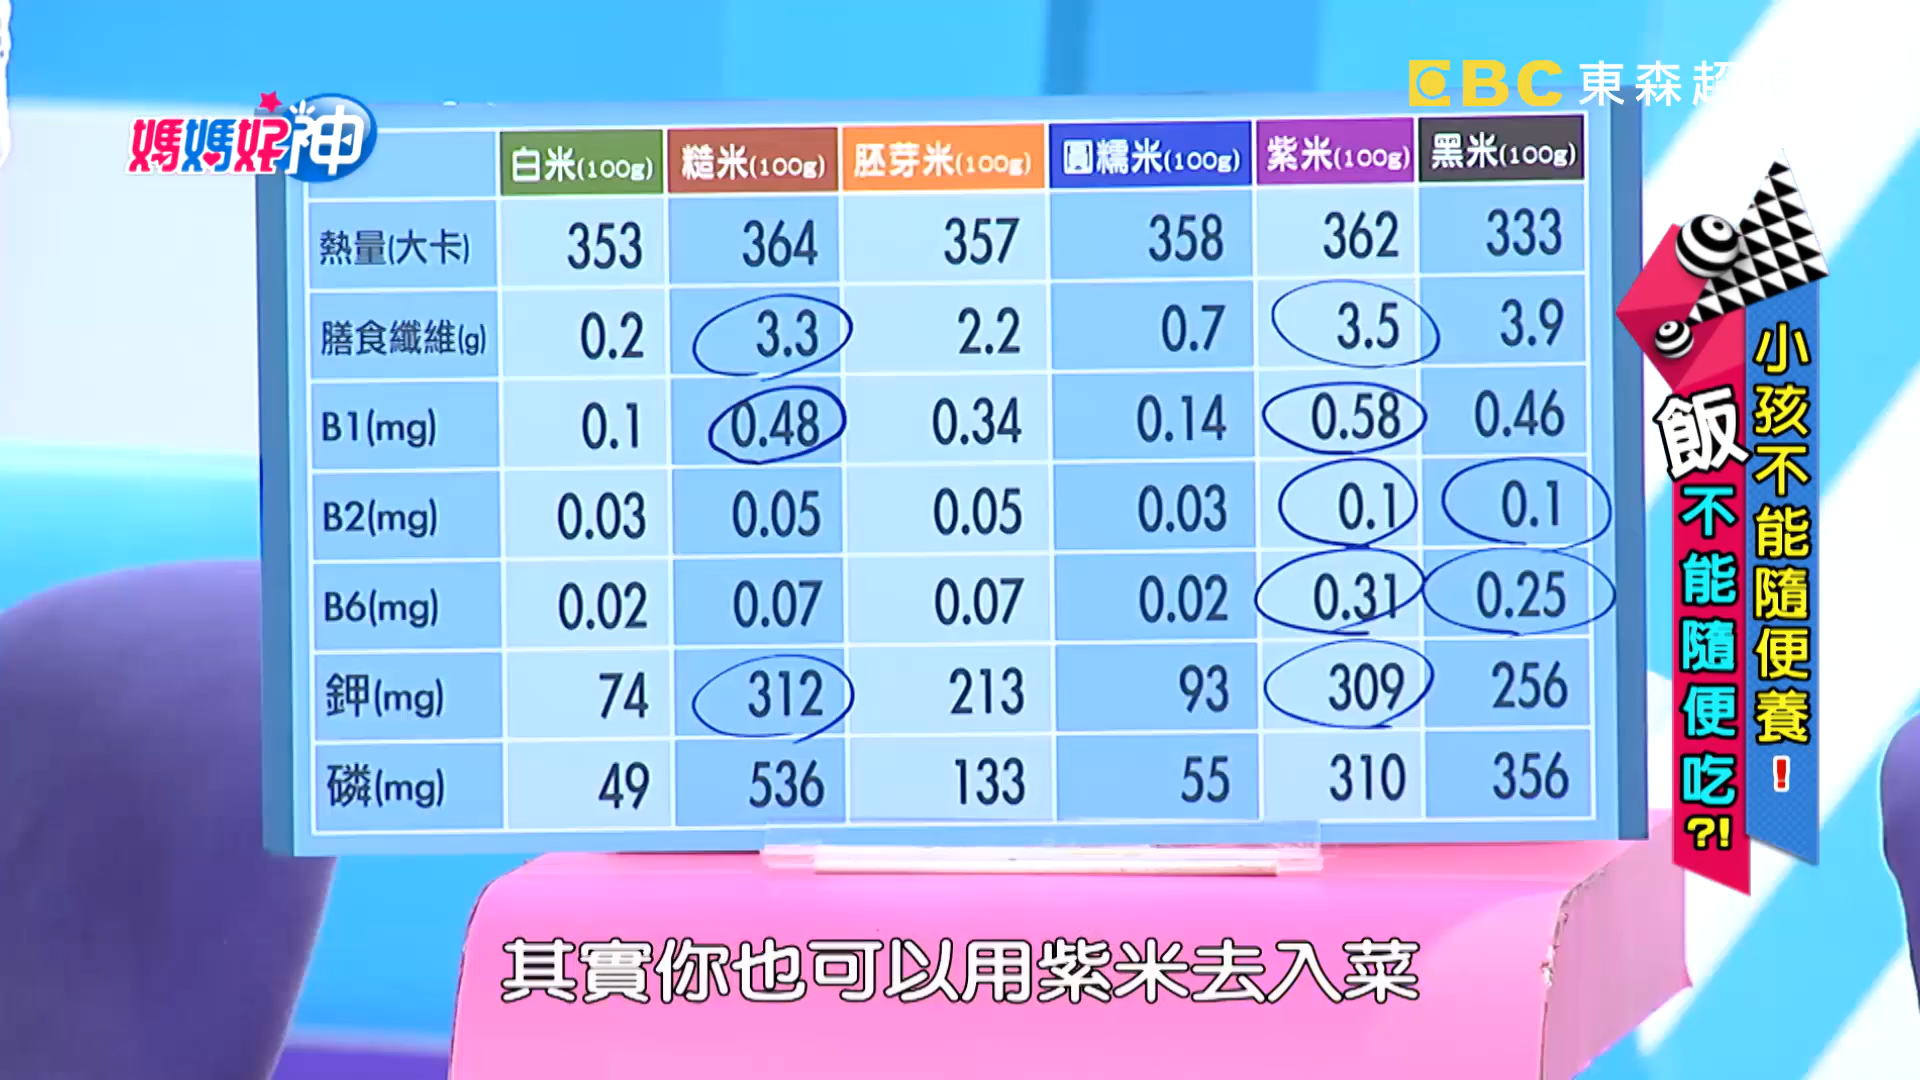 媽媽好神
EBC 東森超
白米(100g) 糙米(100g) 胚芽米(100g) 圓糯米(100g) 紫米(100g) 黑米(100g)
熱量(大卡) 353 364 357 358 362 333
膳食纖維(g) 0.2 3.3 2.2 0.7 3.5 3.9
B1(mg) 0.1 0.48 0.34 0.14 0.58 0.46
B2(mg) 0.03 0.05 0.05 0.03 0.1 0.1
B6(mg) 0.02 0.07 0.07 0.02 0.31 0.25
鉀(mg) 74 312 213 93 309 256
磷(mg) 49 536 133 55 310 356
小孩不能隨便養!
飯不能隨便吃?!
其實你也可以用紫米去入菜